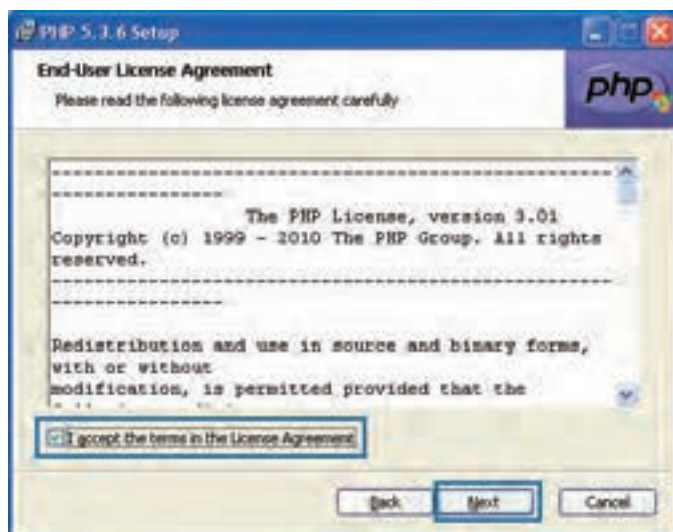 PHP 5.3.6 Setup
End-User License Agreement
Please read the following license agreement carefully
php
--------------------------------------------------------
----------------
The PHP License, version 3.01
Copyright (c) 1999 - 2010 The PHP Group. All rights
reserved.
--------------------------------------------------------
----------------
Redistribution and use in source and binary forms,
with or without
modification, is permitted provided that the
I accept the terms in the License Agreement
Back
Next
Cancel